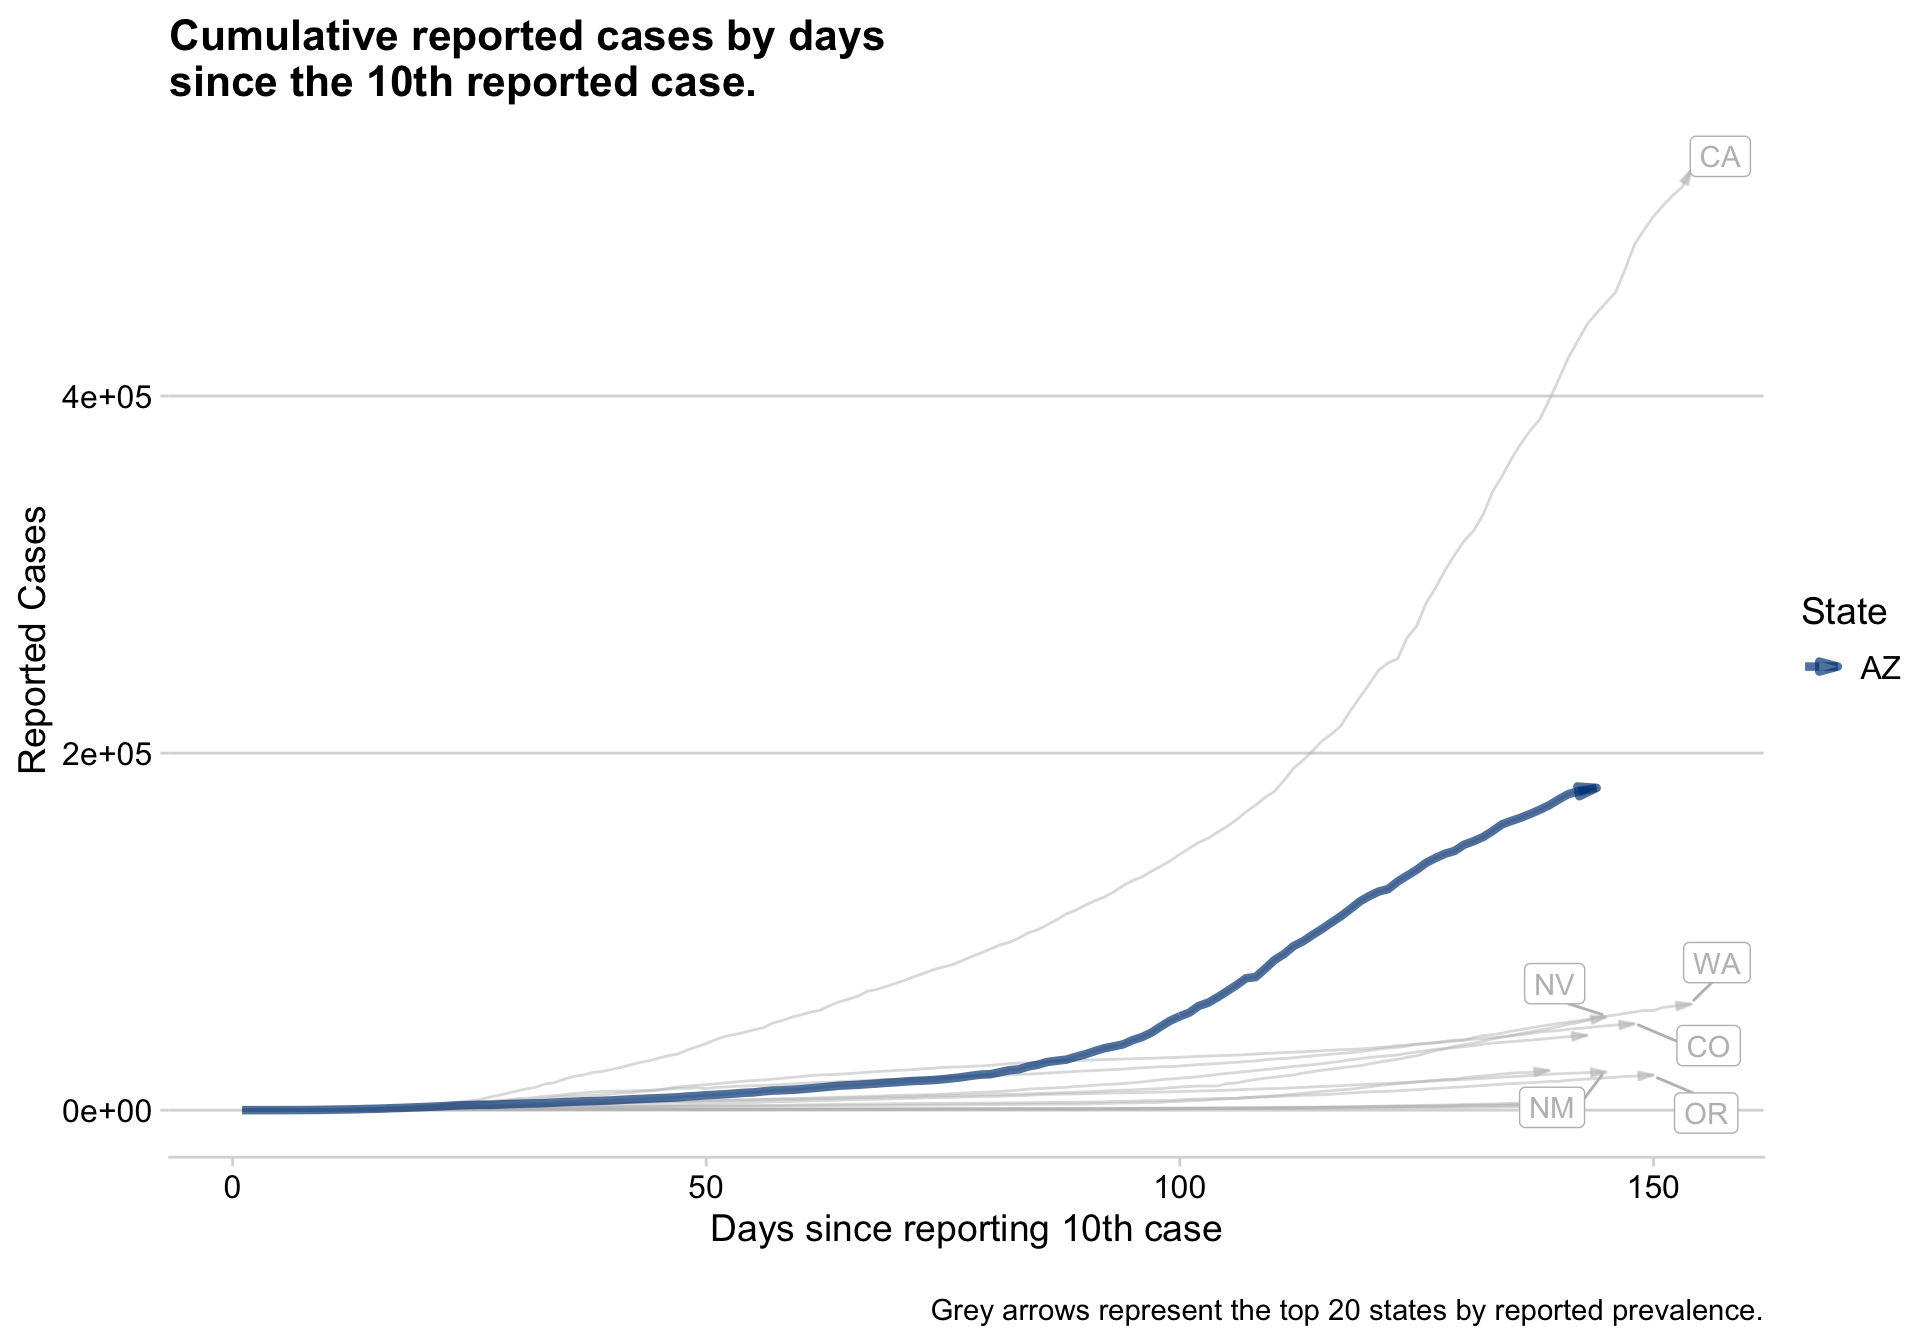 Cumulative reported cases by days
since the 10th reported case.
CA
4e+05
Reported Cases
State
AZ
2e+05
WA
NV
CO
NM
OR
0e+00
0
50
100
150
Days since reporting 10th case
Grey arrows represent the top 20 states by reported prevalence.